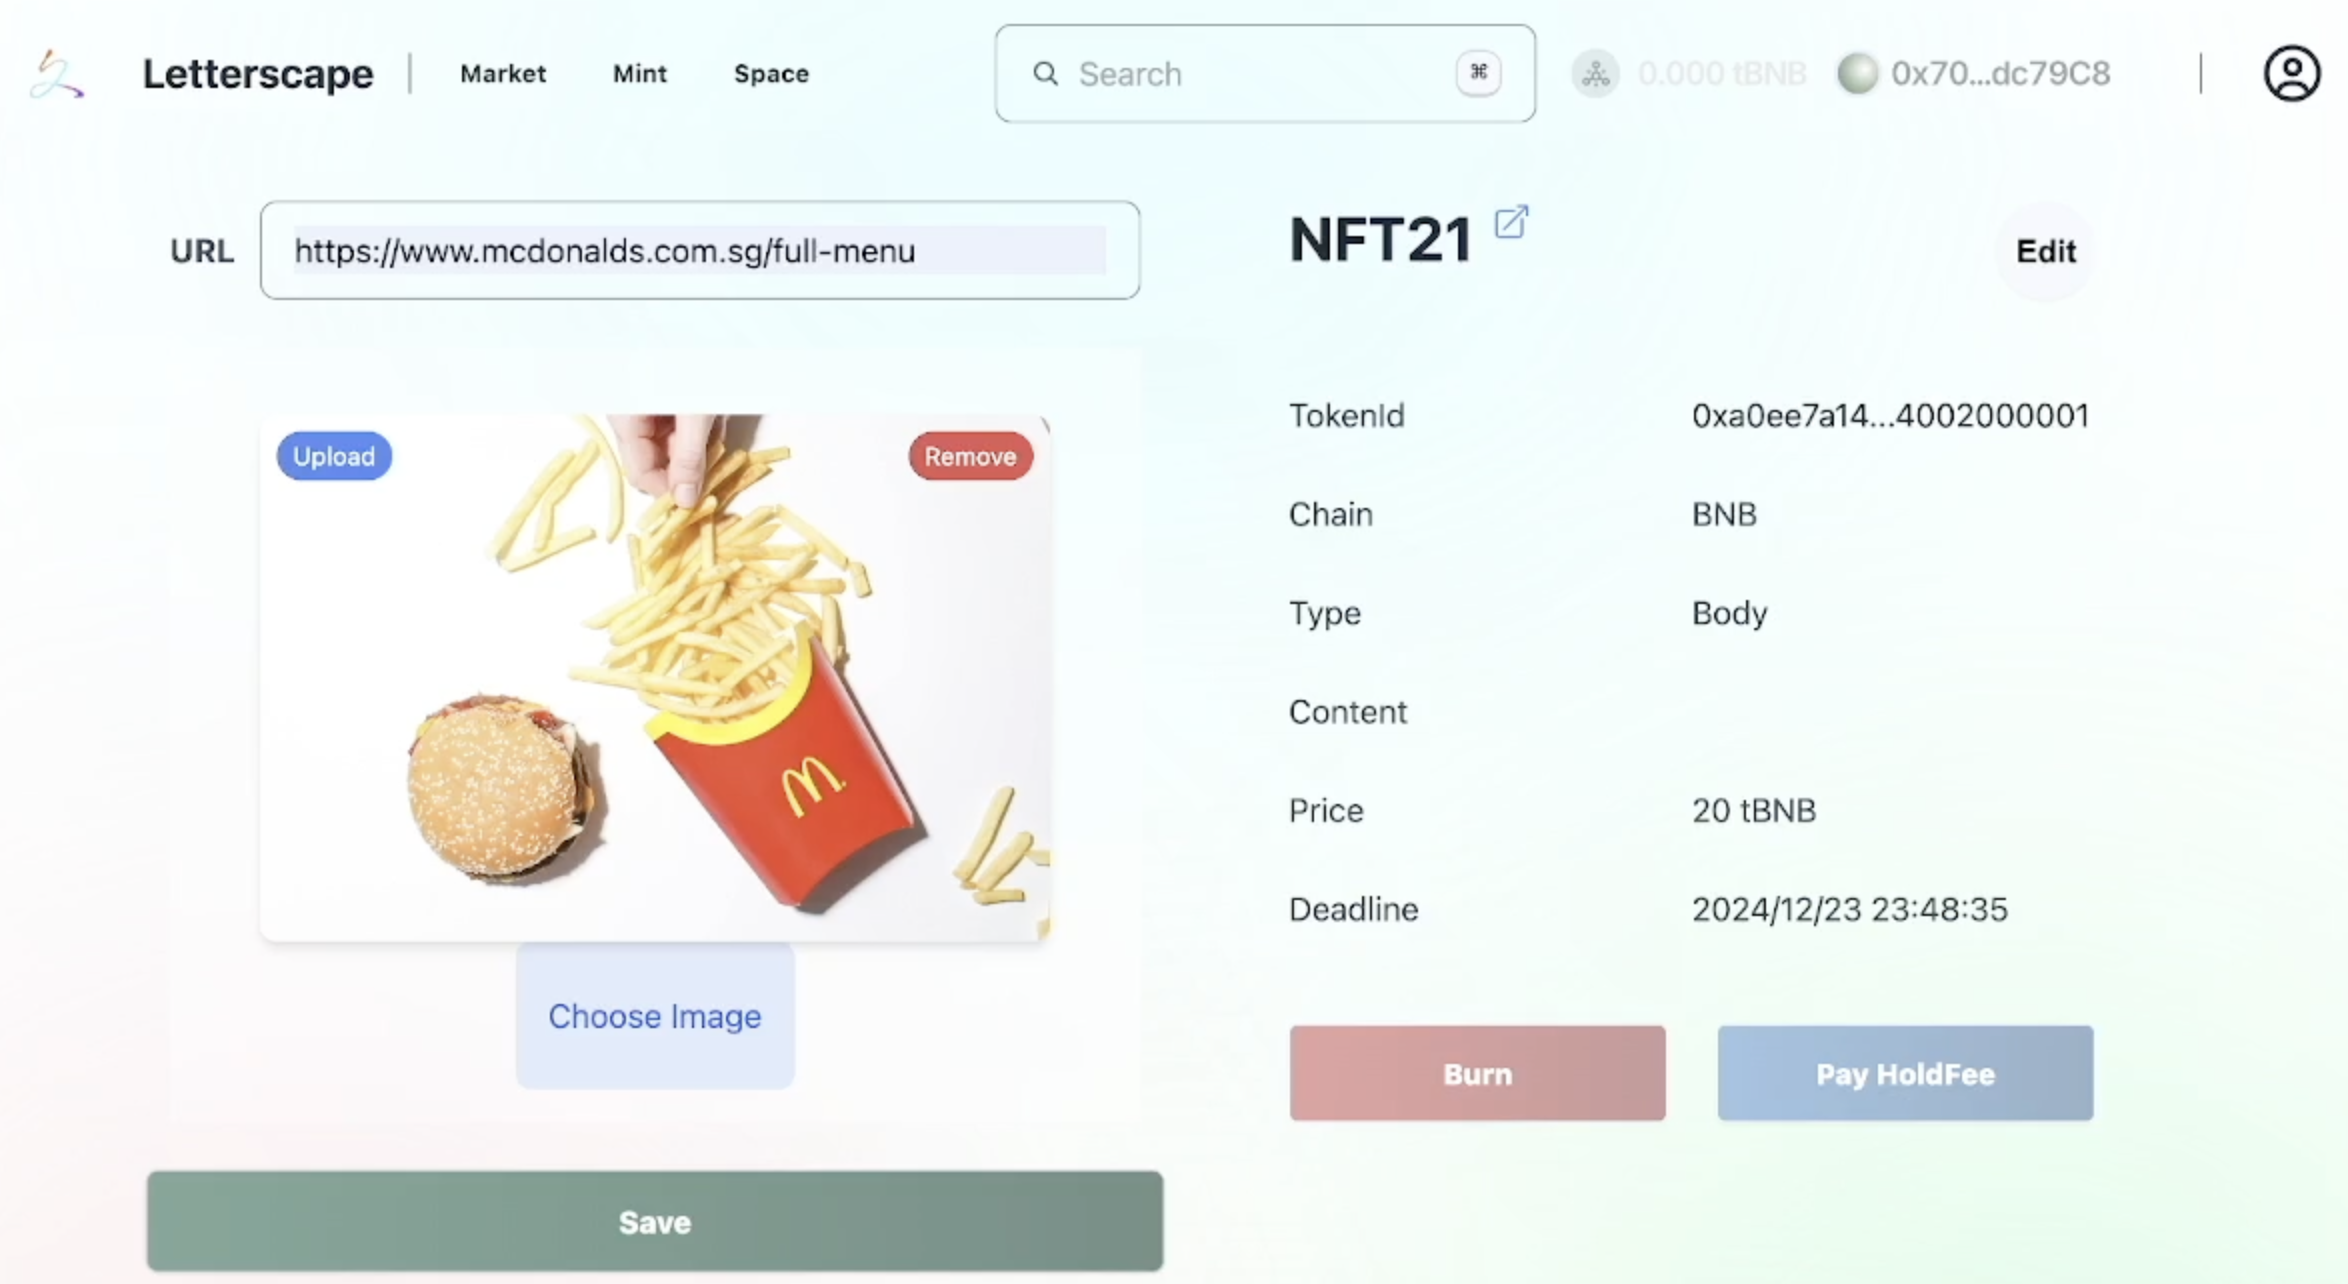 Letterscape
Market
Mint
Space
Search
⌘
0.000 tBNB
0x70...dc79C8
URL
https://www.mcdonalds.com.sg/full-menu
Upload
Remove
Choose Image
Save
NFT21
Edit
TokenId 0xa0ee7a14...4002000001
Chain BNB
Type Body
Content
Price 20 tBNB
Deadline 2024/12/23 23:48:35
Burn
Pay HoldFee